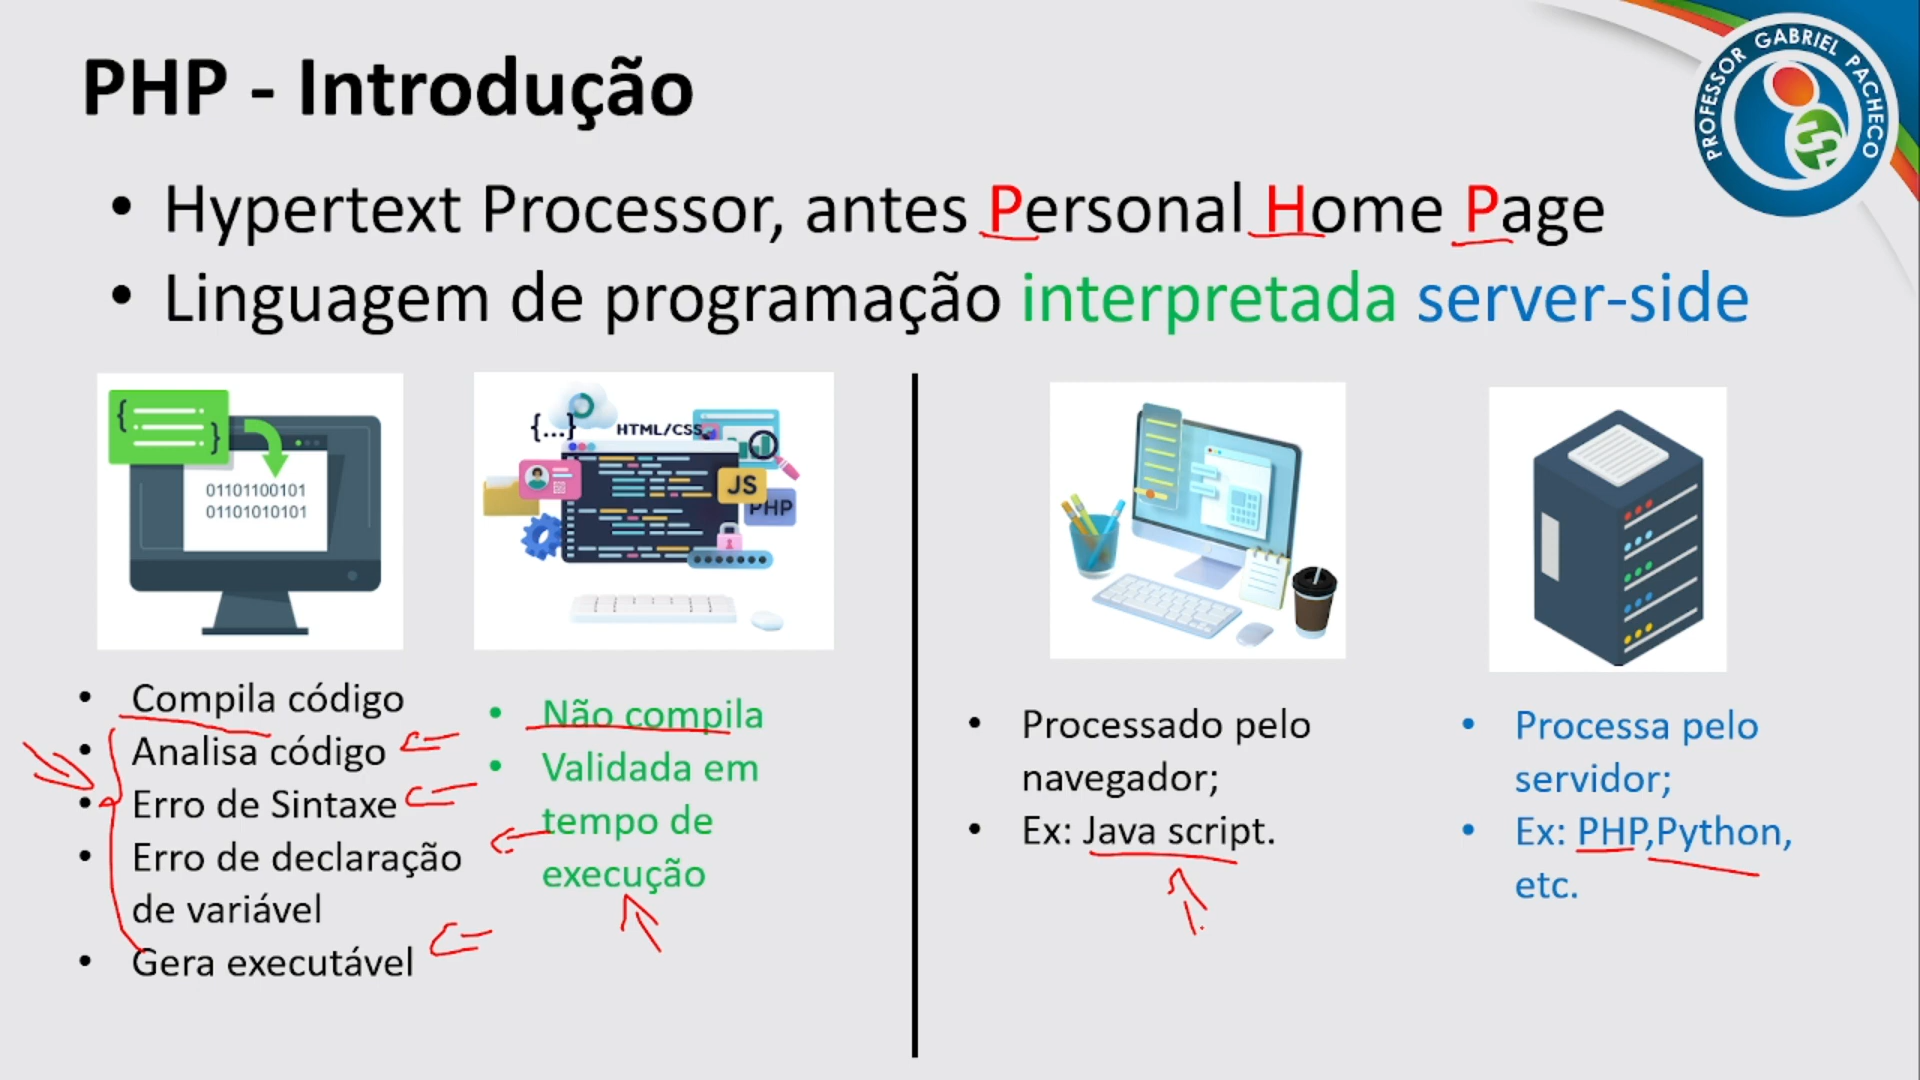 PHP - Introdução
PROFESSOR GABRIEL PACHECO
• Hypertext Processor, antes Personal Home Page
• Linguagem de programação interpretada server-side
{ }
01101100101
01101010101
{...}
HTML/CSS
JS
PHP
• Compila código
• Analisa código
• Erro de Sintaxe
• Erro de declaração
de variável
• Gera executável
• Não compila
• Validada em
tempo de
execução
• Processado pelo
navegador;
• Ex: Java script.
• Processa pelo
servidor;
• Ex: PHP,Python,
etc.